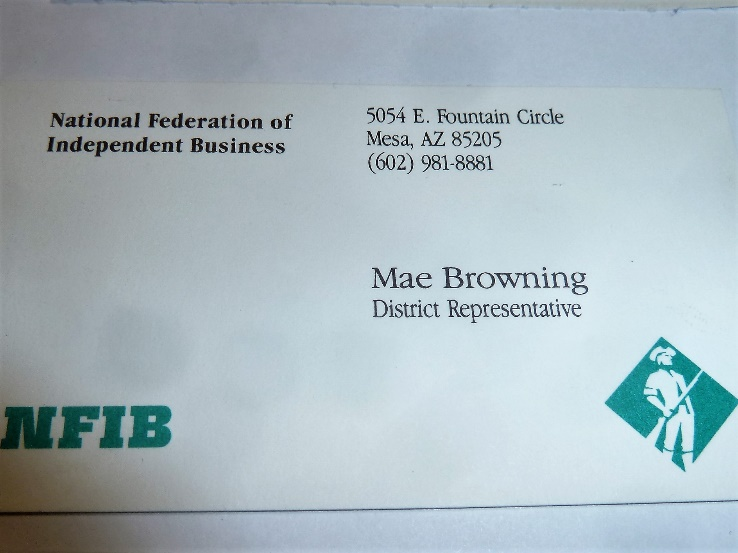 National Federation of
Independent Business
5054 E. Fountain Circle
Mesa, AZ 85205
(602) 981-8881
Mae Browning
District Representative
NFIB